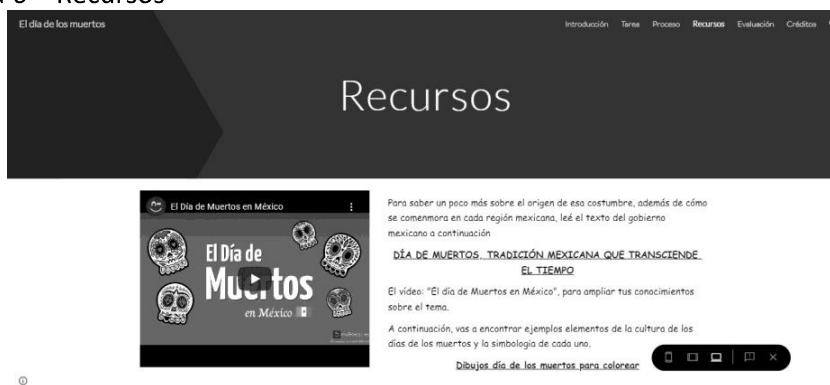 Recursos
El día de los muertos
Introducción Tarea Proceso Recursos Evaluación Créditos
Recursos
El Día de Muertos en México
El Día de
Muertos
en México
Para saber un poco más sobre el origen de esa costumbre, además de cómo
se comenmora en cada región mexicana, leé el texto del gobierno
mexicano a continuación
DÍA DE MUERTOS, TRADICIÓN MEXICANA QUE TRANSCIENDE
EL TIEMPO
El vídeo: "El día de Muertos en México", para ampliar tus conocimientos
sobre el tema.
A continuación, vas a encontrar ejemplos elementos de la cultura de los
días de los muertos y la simbologia de cada uno.
Dibujos día de los muertos para colorear